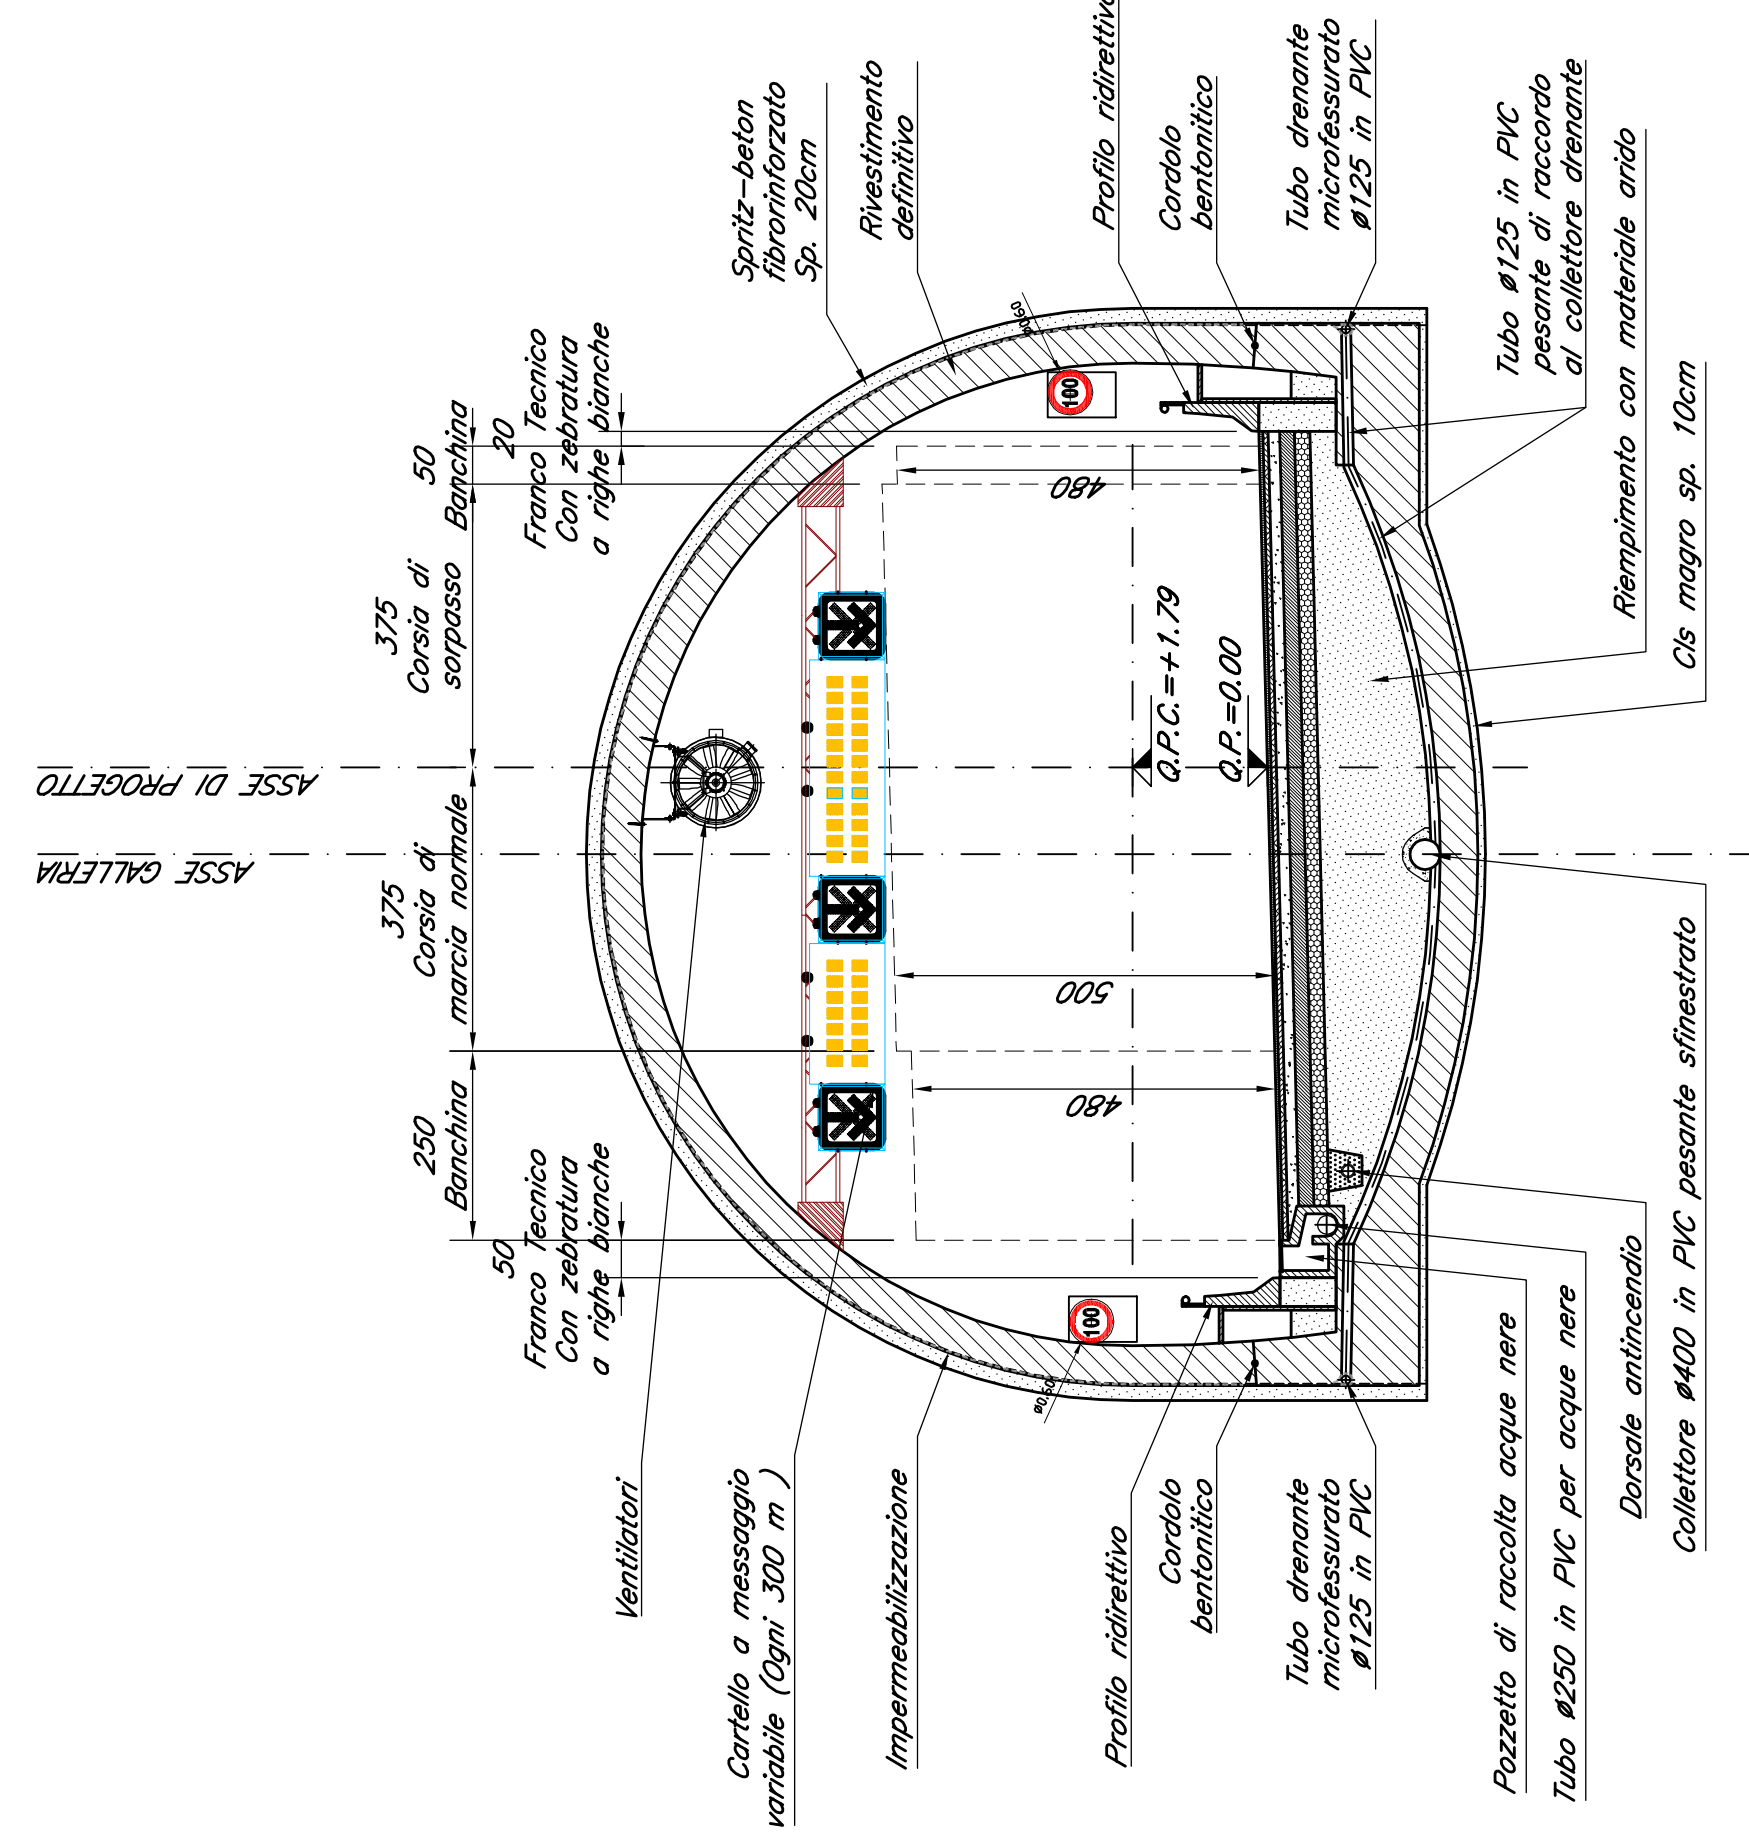 ASSE GALLERIA
ASSE DI PROGETTO
50
Franco Tecnico
Con zebratura
a righe bianche
250
Banchina
375
Corsia di
marcia normale
375
Corsia di
sorpasso
50
Banchina
20
Franco Tecnico
Con zebratura
a righe bianche
Spritz-beton
fibrorinforzato
Sp. 20cm
Rivestimento
definitivo
Profilo ridirettivo
Cordolo
bentonitico
Tubo drenante
microfessurato
ø125 in PVC
Tubo ø125 in PVC
pesante di raccordo
al collettore drenante
Riempimento con materiale arido
Cls magro sp. 10cm
ø0.60
100
480
500
480
Q.P.C.=+1.79
Q.P.=0.00
100
ø0.60
Ventilatori
Cartello a messaggio
variabile (Ogni 300 m )
Impermeabilizzazione
Profilo ridirettivo
Cordolo
bentonitico
Tubo drenante
microfessurato
ø125 in PVC
Pozzetto di raccolta acque nere
Tubo ø250 in PVC per acque nere
Dorsale antincendio
Collettore ø400 in PVC pesante sfinestrato